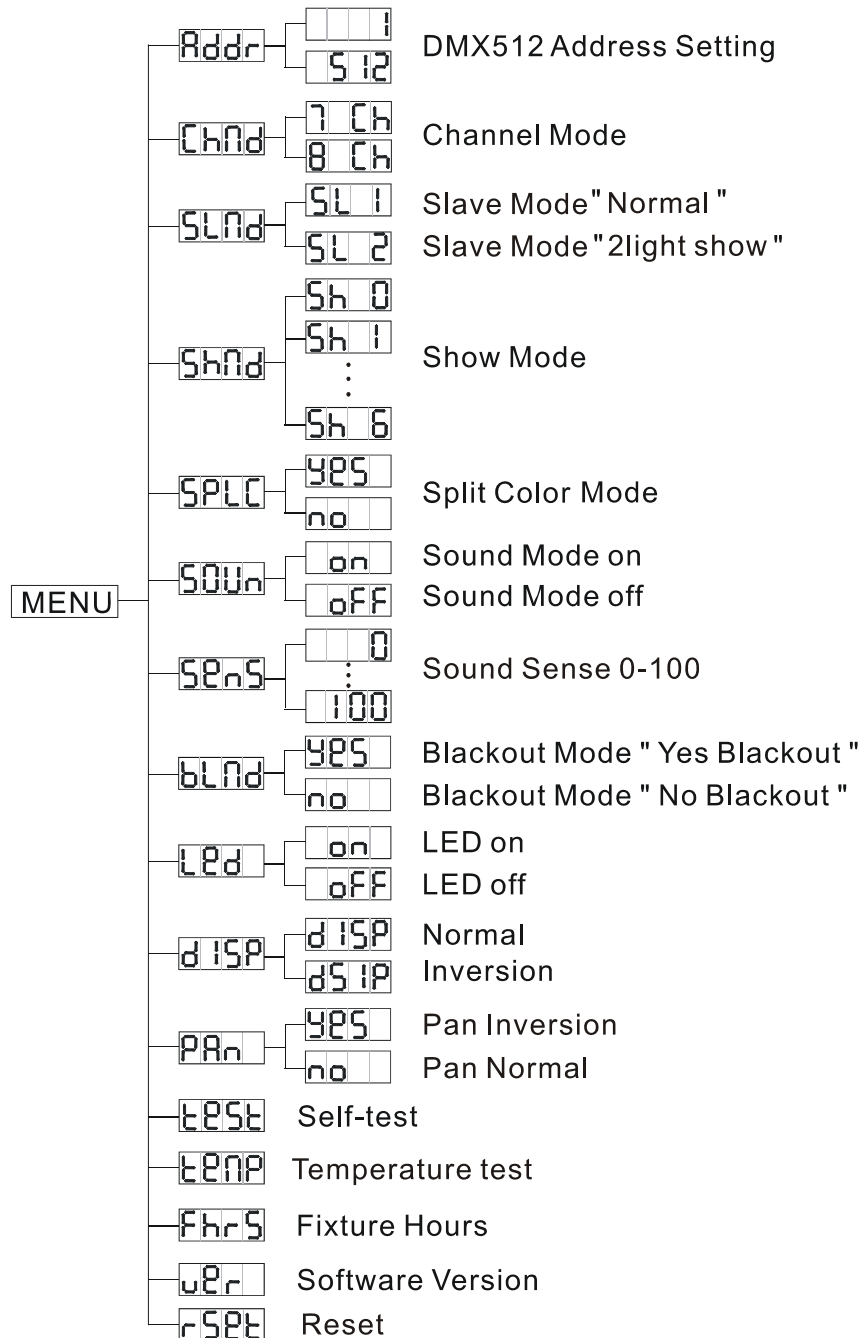 Addr
1
512
DMX512 Address Setting
ChMd
7 Ch
8 Ch
Channel Mode
SLMd
SL 1
Slave Mode" Normal "
SL 2
Slave Mode"2light show"
ShMd
Sh 0
Sh 1
Sh 6
Show Mode
SPLC
yes
no
Split Color Mode
SOUn
on
Sound Mode on
oFF
Sound Mode off
MENU
SenS
0
100
Sound Sense 0-100
bLMd
yes
Blackout Mode " Yes Blackout "
no
Blackout Mode " No Blackout "
Led
on
LED on
oFF
LED off
dISP
dISP
Normal
dSIP
Inversion
PAn
yes
Pan Inversion
no
Pan Normal
test
Self-test
teMP
Temperature test
FhrS
Fixture Hours
ver
Software Version
rSet
Reset